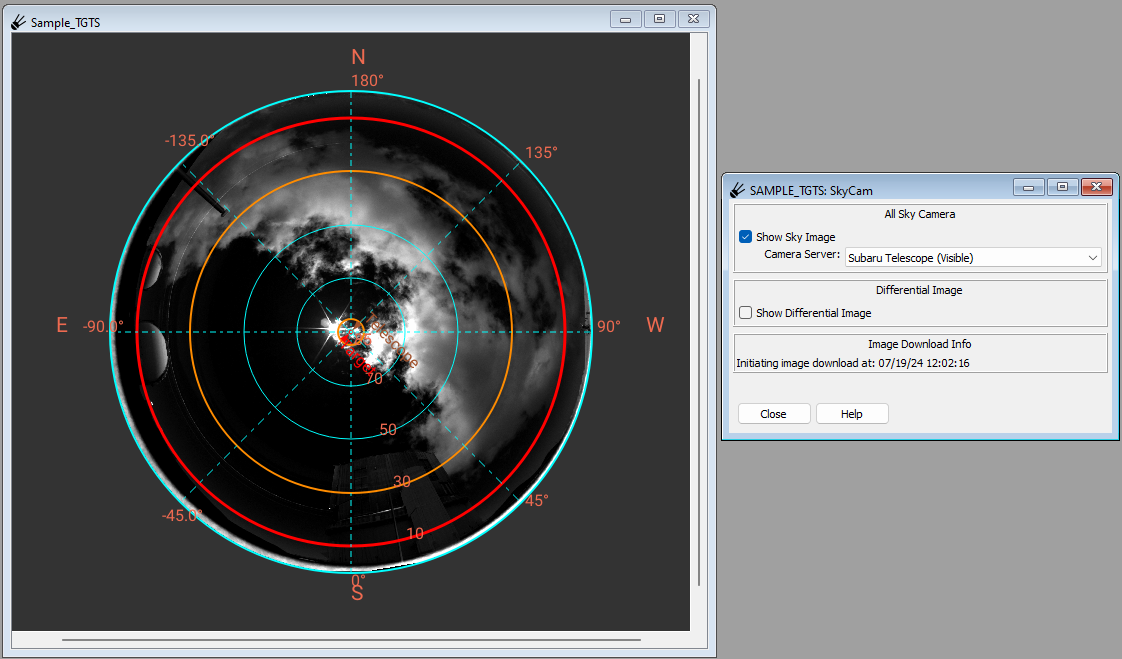 Sample_TGTS
N
180°
-135.0°
135°
E
-90.0°
90°
W
Telescope
Target
70
50
30
10
-45.0°
45°
0°
S
SAMPLE_TGTS: SkyCam
All Sky Camera
Show Sky Image
Camera Server:
Subaru Telescope (Visible)
Differential Image
Show Differential Image
Image Download Info
Initiating image download at: 07/19/24 12:02:16
Close
Help